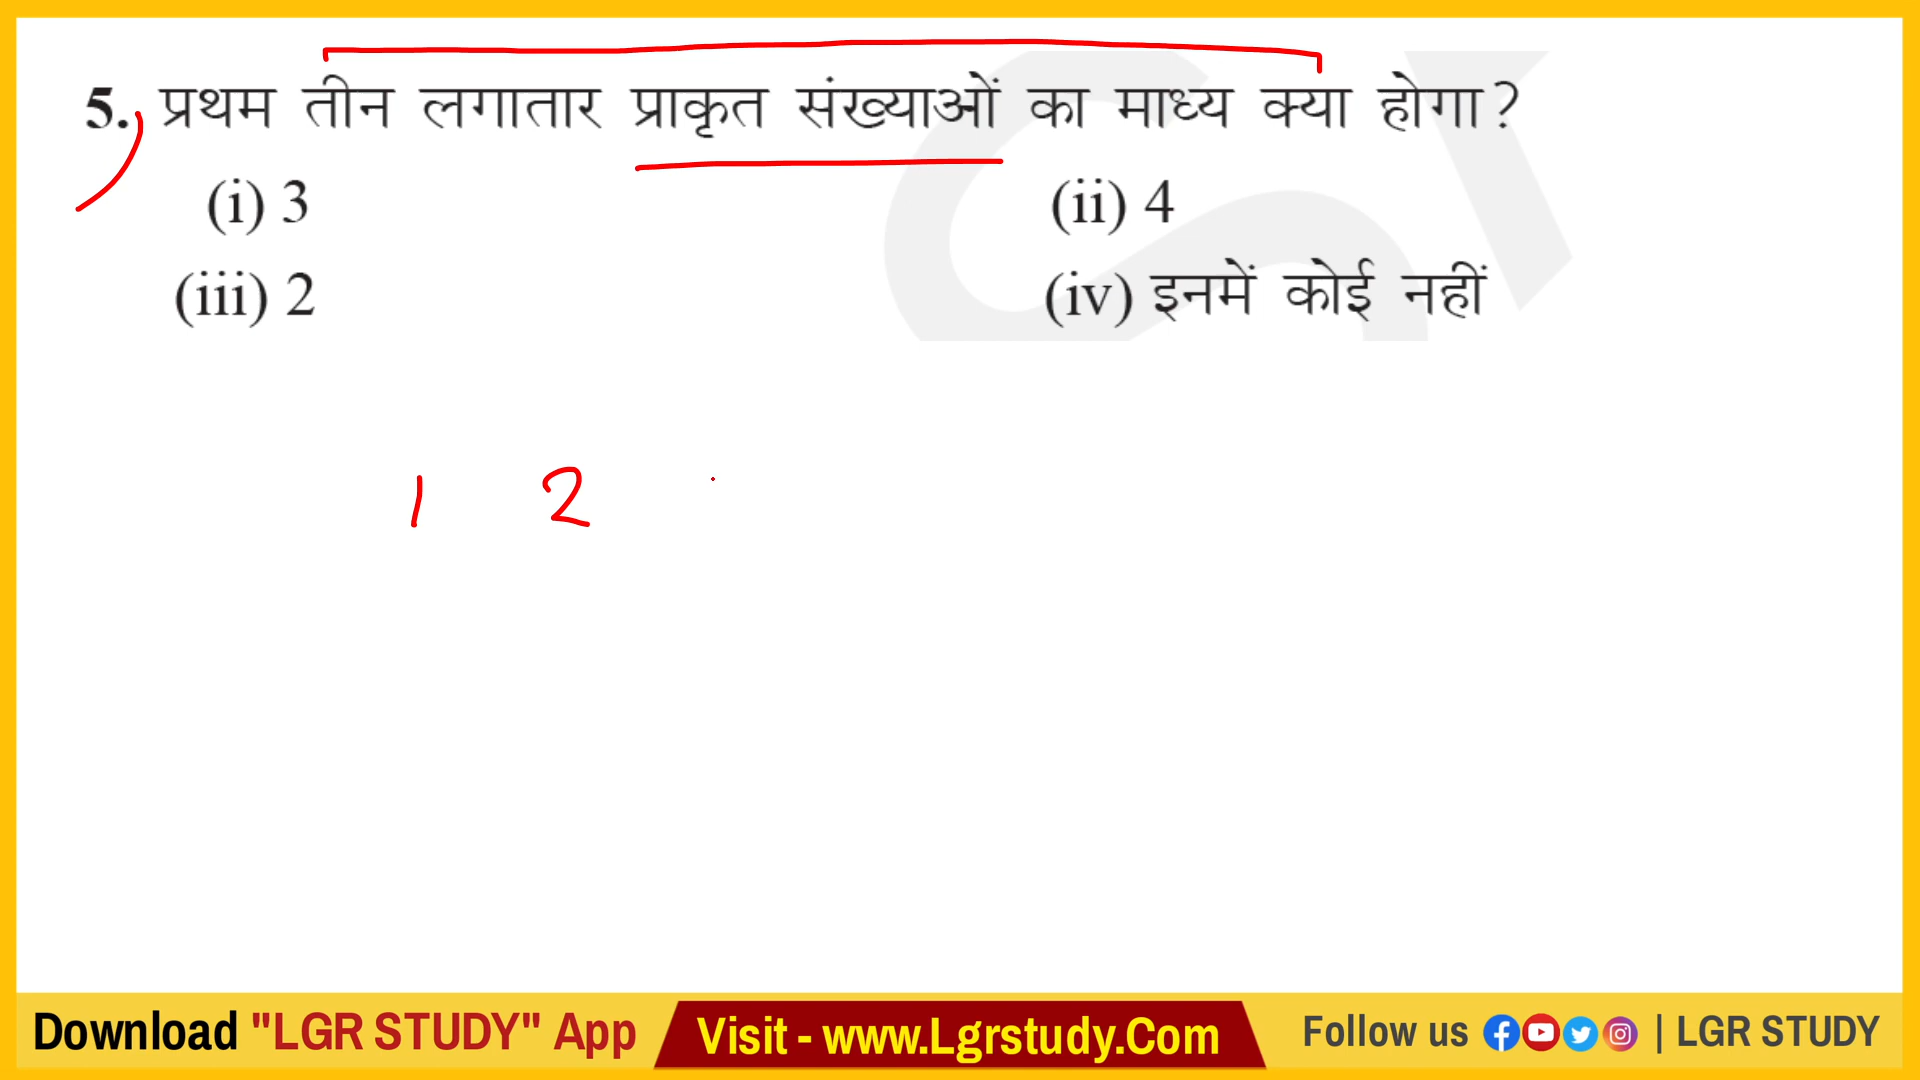 5. प्रथम तीन लगातार प्राकृत संख्याओं का माध्य क्या होगा?
(i) 3 (ii) 4
(iii) 2 (iv) इनमें कोई नहीं
1 2
Download "LGR STUDY" App Visit - www.Lgrstudy.Com Follow us | LGR STUDY